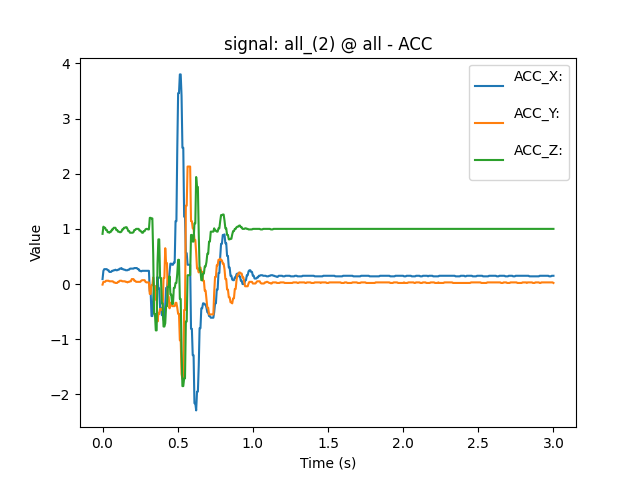 signal: all_(2) @ all - ACC
ACC_X:
ACC_Y:
ACC_Z:
Value
4
3
2
1
0
−1
−2
0.0 0.5 1.0 1.5 2.0 2.5 3.0
Time (s)